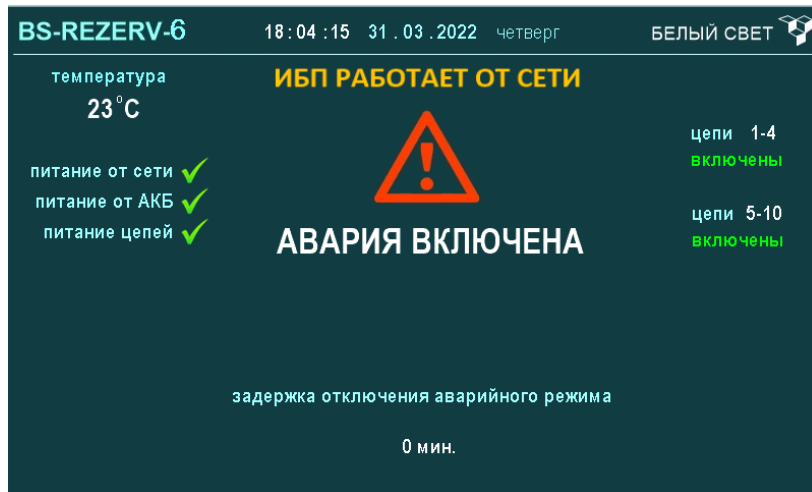 BS-REZERV-6
18:04:15 31.03.2022 четверг
БЕЛЫЙ СВЕТ
температура
23°C
питание от сети
питание от АКБ
питание цепей
ИБП РАБОТАЕТ ОТ СЕТИ
АВАРИЯ ВКЛЮЧЕНА
цепи 1-4
включены
цепи 5-10
включены
задержка отключения аварийного режима
0 мин.